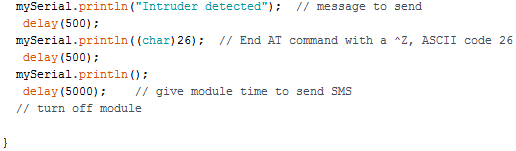 mySerial.println("Intruder detected");  // message to send
 delay(500);
mySerial.println((char)26);  // End AT command with a ^Z, ASCII code 26
 delay(500);
mySerial.println();
 delay(5000);    // give module time to send SMS
// turn off module
}